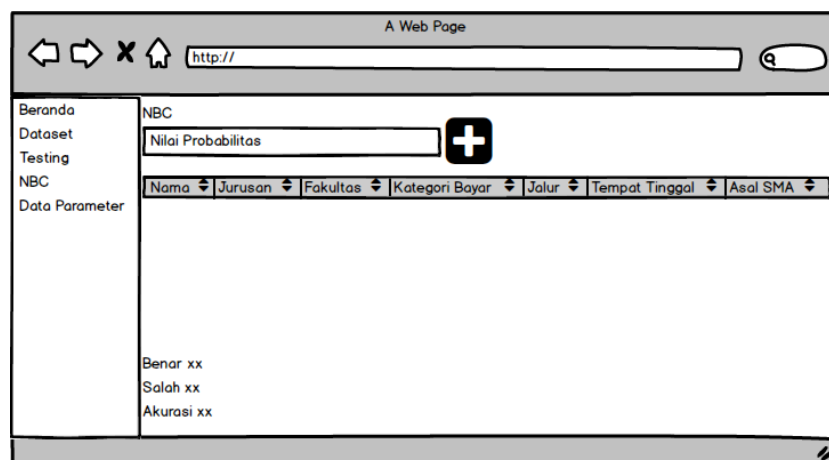 A Web Page
http://
Beranda
Dataset
Testing
NBC
Data Parameter
NBC
Nilai Probabilitas
Nama Jurusan Fakultas Kategori Bayar Jalur Tempat Tinggal Asal SMA
Benar xx
Salah xx
Akurasi xx